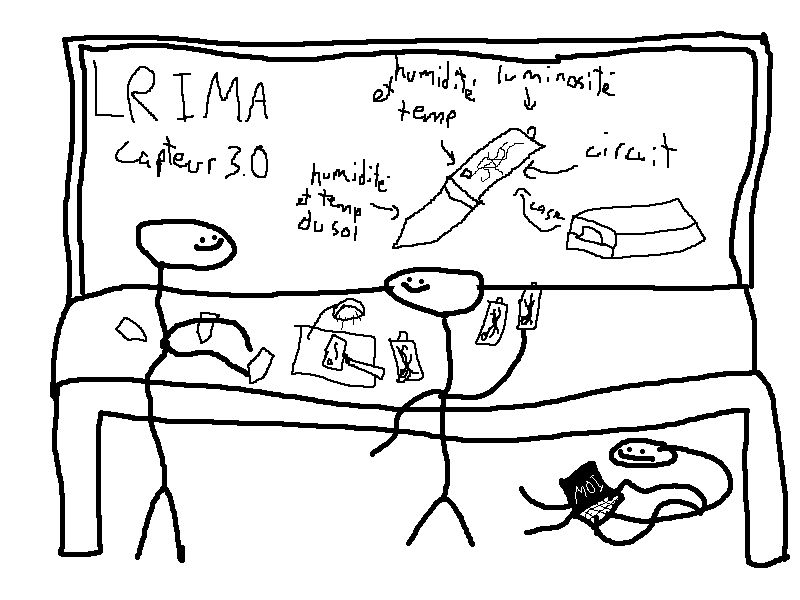 LRIMA
Capteur 3.0
humidité
et
temp
luminosité
circuit
humidité
et temp
du sol
case
MOI